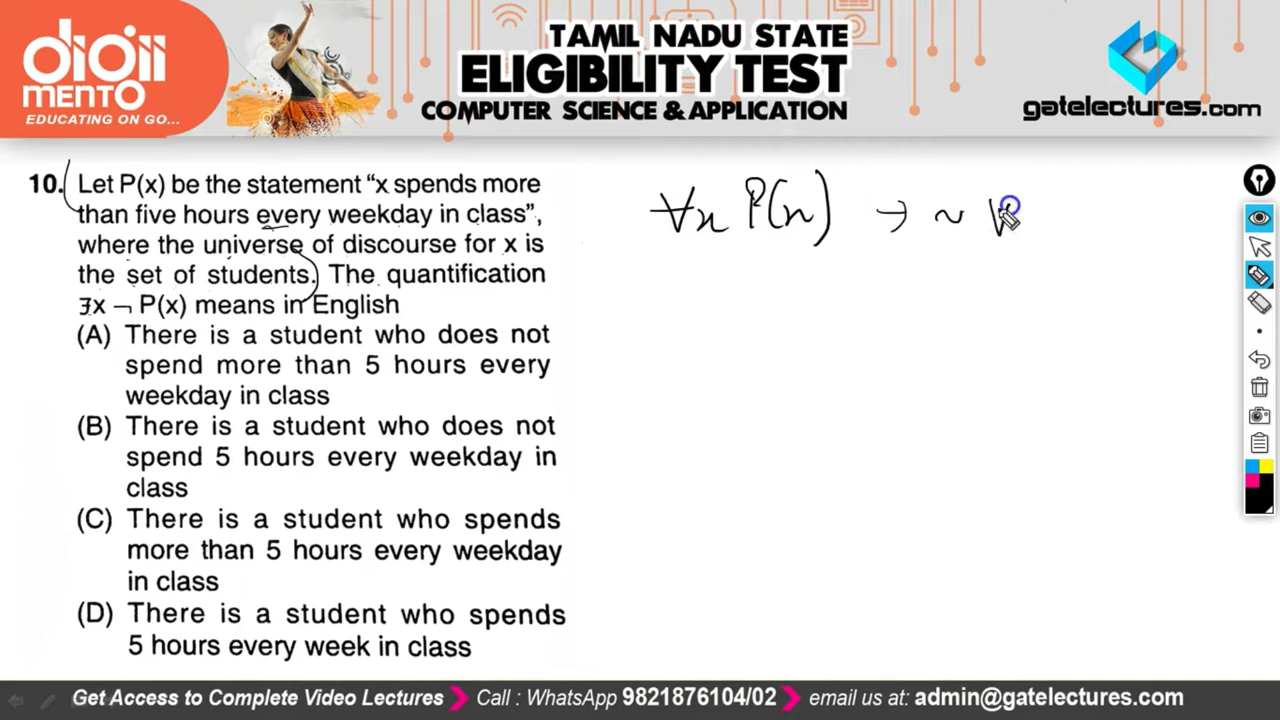 digii
MENTO
EDUCATING ON GO...
TAMIL NADU STATE
ELIGIBILITY TEST
COMPUTER SCIENCE & APPLICATION
gatelectures.com
10. Let P(x) be the statement “x spends more
than five hours every weekday in class”,
where the universe of discourse for x is
the set of students. The quantification
∃x ¬ P(x) means in English
(A) There is a student who does not
spend more than 5 hours every
weekday in class
(B) There is a student who does not
spend 5 hours every weekday in
class
(C) There is a student who spends
more than 5 hours every weekday
in class
(D) There is a student who spends
5 hours every week in class
∀x P(x) → ~
Get Access to Complete Video Lectures Call : WhatsApp 9821876104/02 email us at: admin@gatelectures.com